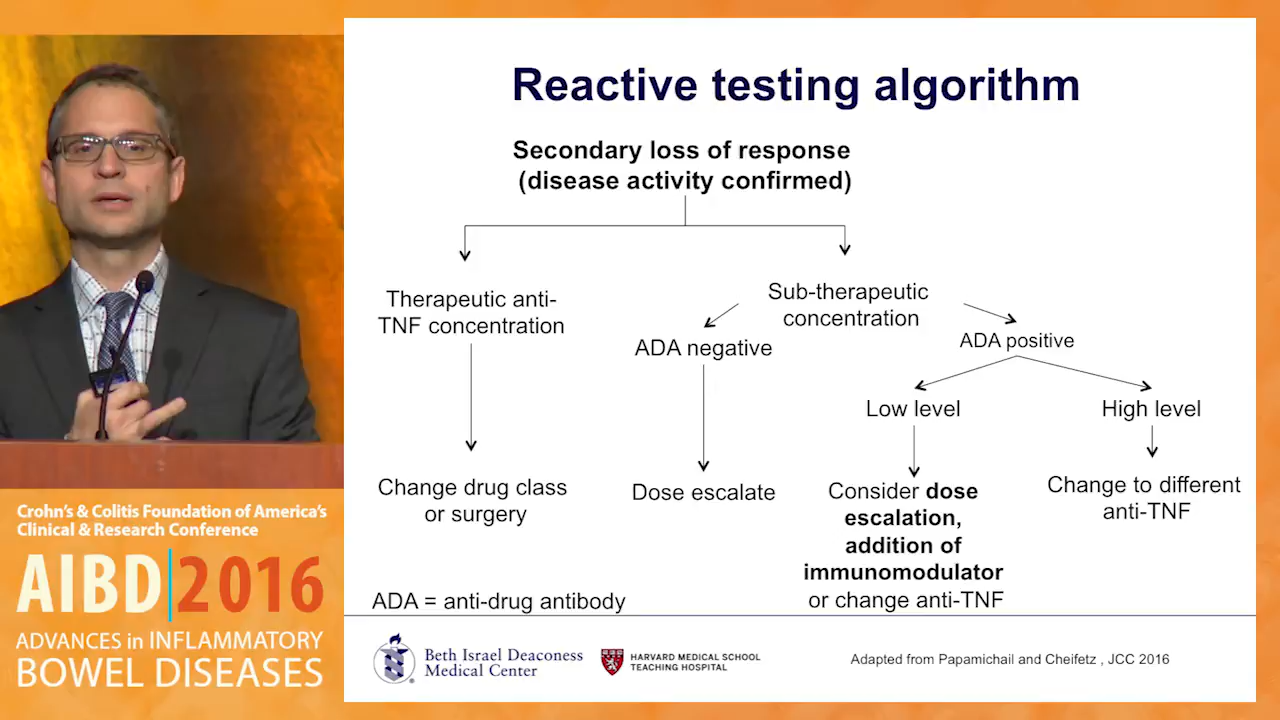 Reactive testing algorithm
Secondary loss of response
(disease activity confirmed)
Therapeutic anti-
TNF concentration
Sub-therapeutic
concentration
ADA negative
ADA positive
Low level
High level
Change drug class
or surgery
Dose escalate
Consider dose
escalation,
addition of
immunomodulator
or change anti-TNF
Change to different
anti-TNF
ADA = anti-drug antibody
Beth Israel Deaconess
Medical Center
HARVARD MEDICAL SCHOOL
TEACHING HOSPITAL
Adapted from Papamichail and Cheifetz , JCC 2016
Crohn's & Colitis Foundation of America's
Clinical & Research Conference
AIBD 2016
ADVANCES in INFLAMMATORY
BOWEL DISEASES